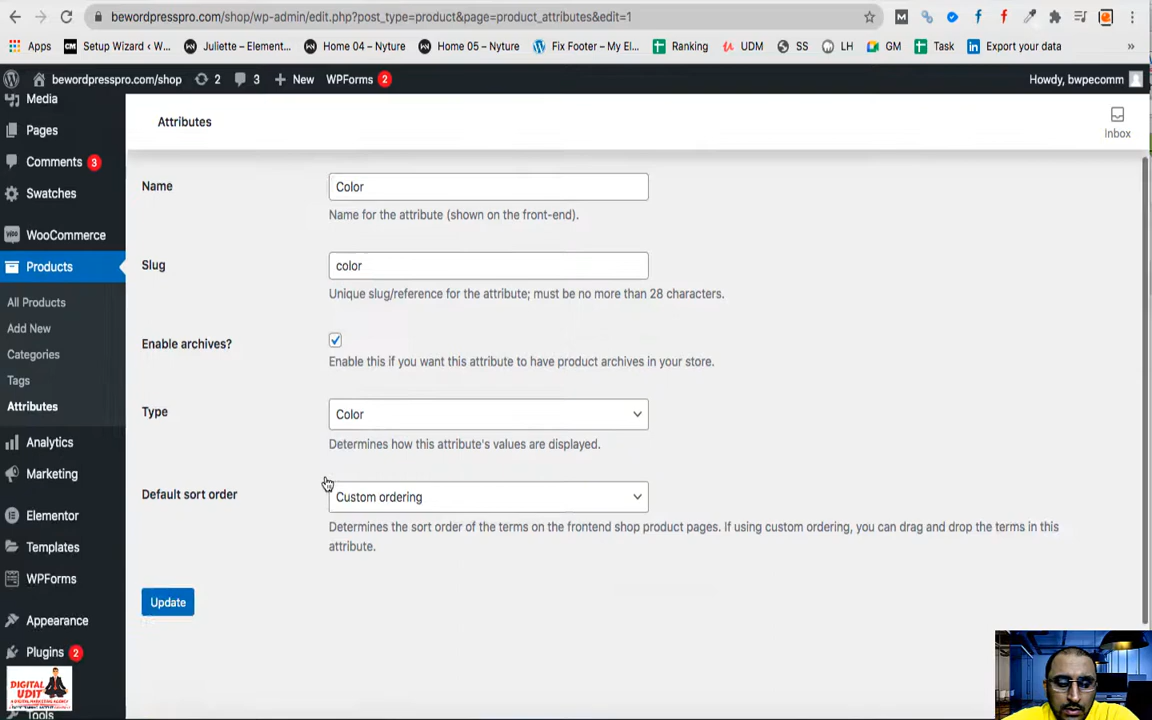 bewordpresspro.com/shop/wp-admin/edit.php?post_type=product&page=product_attributes&edit=1
Apps
CM Setup Wizard ‹ W...
Juliette – Element...
Home 04 – Nyture
Home 05 – Nyture
Fix Footer – My El...
Ranking
UDM
SS
LH
GM
Task
Export your data
»
bewordpresspro.com/shop
2
3
New
WPForms 2
Howdy, bwpecomm
Media
Pages
Comments 3
Swatches
WooCommerce
Products
All Products
Add New
Categories
Tags
Attributes
Analytics
Marketing
Elementor
Templates
WPForms
Appearance
Plugins 2
Tools
DIGITAL
UDIT
A DIGITAL MARKETING AGENCY
Attributes
Inbox
Name
Color
Name for the attribute (shown on the front-end).
Slug
color
Unique slug/reference for the attribute; must be no more than 28 characters.
Enable archives?
Enable this if you want this attribute to have product archives in your store.
Type
Color
Determines how this attribute's values are displayed.
Default sort order
Custom ordering
Determines the sort order of the terms on the frontend shop product pages. If using custom ordering, you can drag and drop the terms in this
attribute.
Update